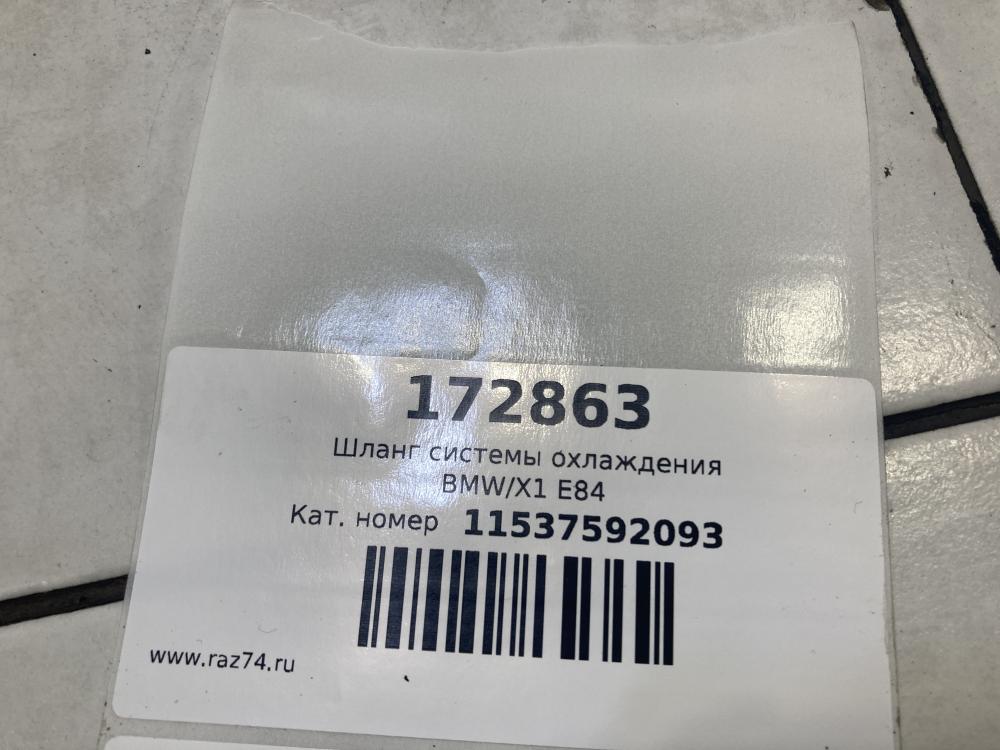 172863
Шланг системы охлаждения
BMW/X1 E84
Кат. номер 11537592093
www.raz74.ru